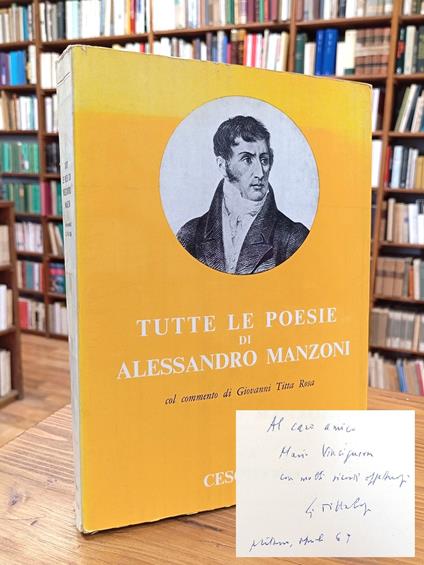 TUTTE LE POESIE
DI
ALESSANDRO MANZONI
col commento di Giovanni Titta Rosa
CESC
Al caro amico
Mario Vinciguerra
con molti ricordi affettuosi
G. Titta Rosa
Milano, 67